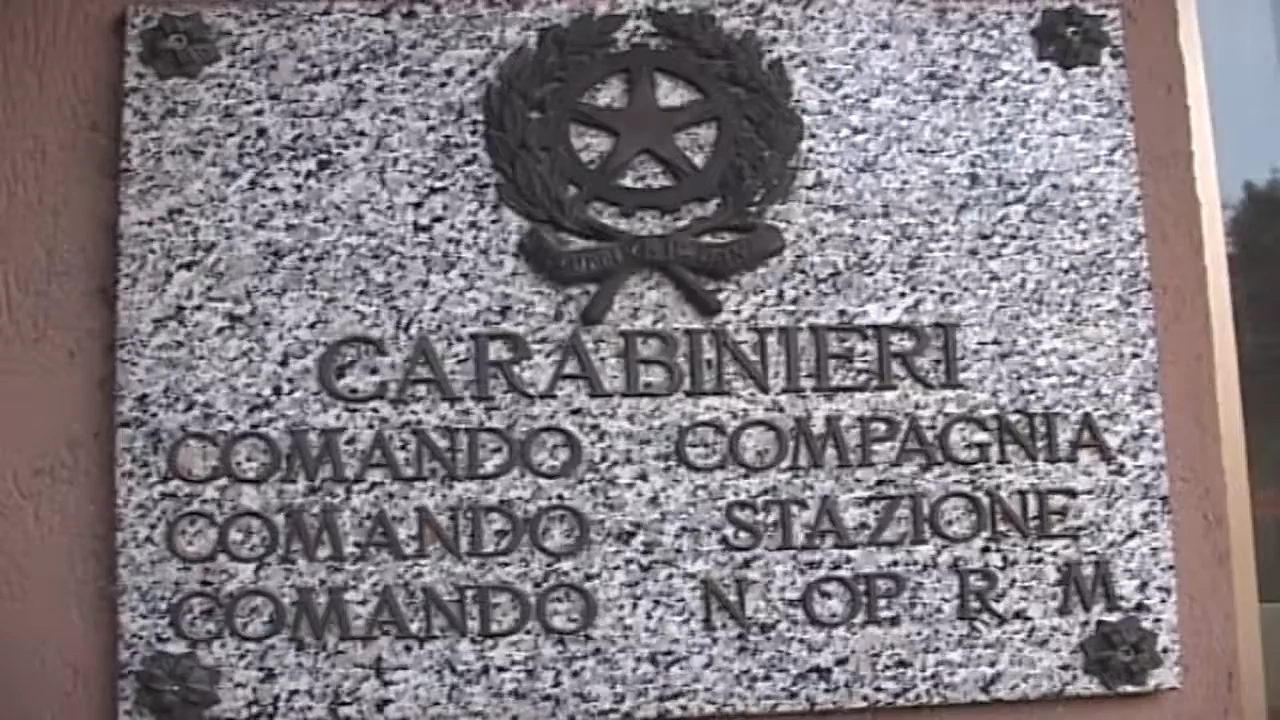 CARABINIERI
COMANDO COMPAGNIA
COMANDO STAZIONE
COMANDO N. OP. R. M.